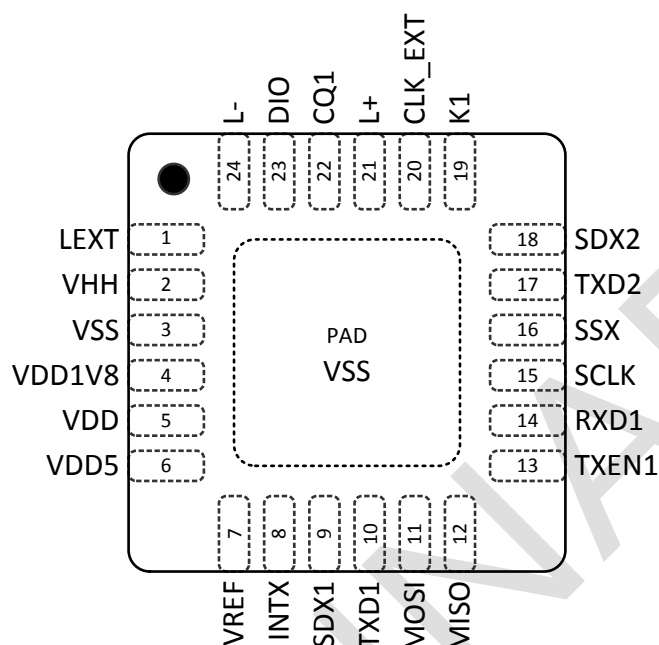 L-
DIO
CQ1
L+
CLK_EXT
K1
24
23
22
21
20
19
LEXT 1
VHH 2
VSS 3
VDD1V8 4
VDD 5
VDD5 6
PAD
VSS
18 SDX2
17 TXD2
16 SSX
15 SCLK
14 RXD1
13 TXEN1
7
8
9
10
11
12
VREF
INTX
SDX1
TXD1
MOSI
MISO